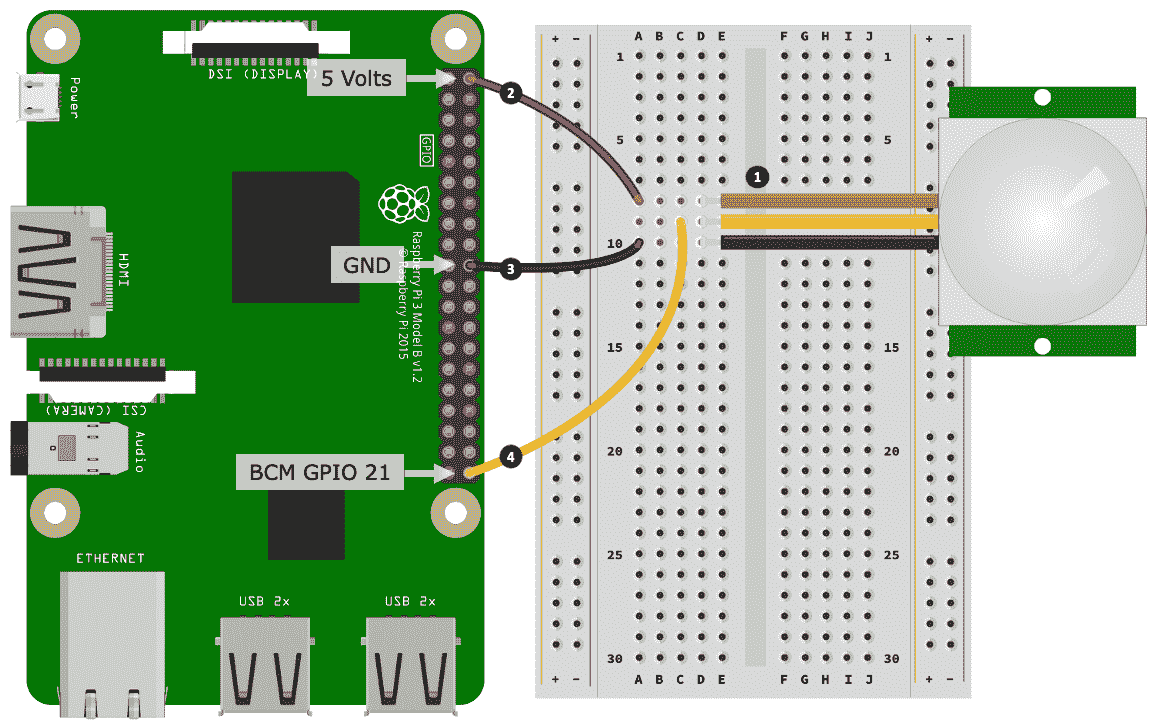 DSI (DISPLAY)
Power
5 Volts
GPIO
HDMI
GND
Raspberry Pi 3 Model B v1.2
© Raspberry Pi 2015
CSI (CAMERA)
Audio
BCM GPIO 21
ETHERNET
USB 2x
USB 2x
1
2
3
4
+ − A B C D E F G H I J + −
1 1
5 5
10
15 15
20 20
25 25
30 30
+ − A B C D E F G H I J + −